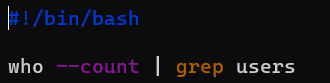 #!/bin/bash
who --count | grep users